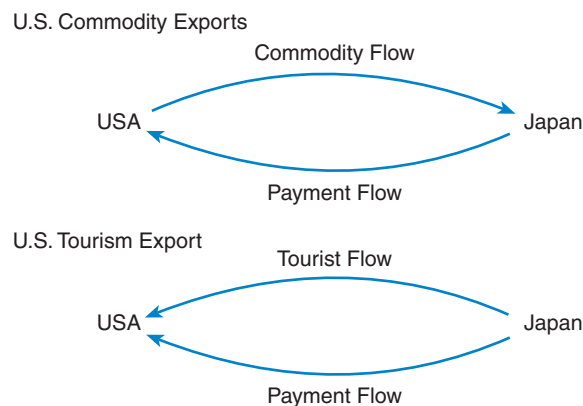 U.S. Commodity Exports
Commodity Flow
USA
Japan
Payment Flow
U.S. Tourism Export
Tourist Flow
USA
Japan
Payment Flow